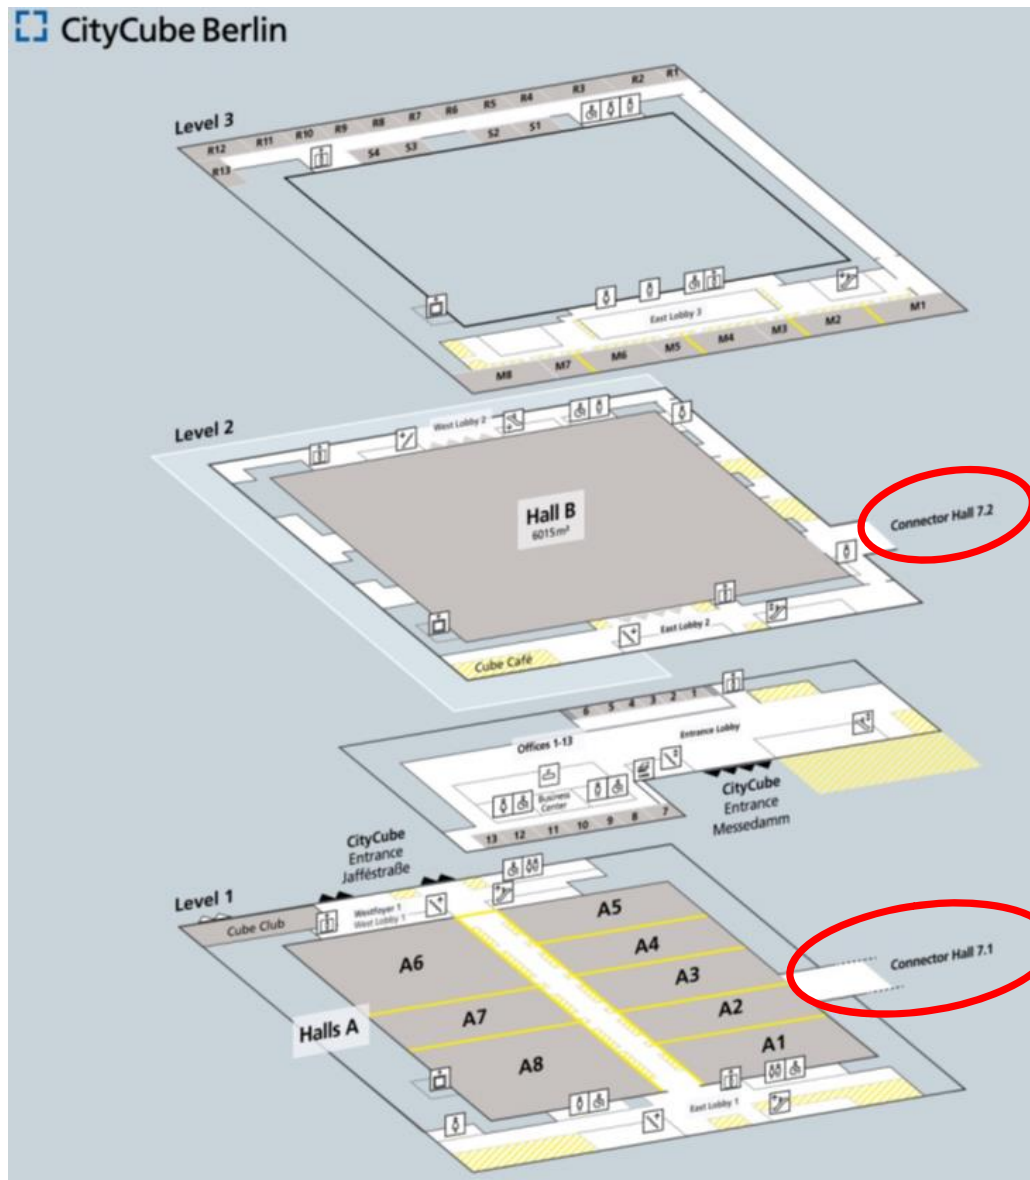 CityCube Berlin
Level 3
R12
R11
R10
R9
R8
R7
R6
R5
R4
R3
R2
R1
R13
S4
S3
S2
S1
East Lobby 3
M8
M7
M6
M5
M4
M3
M2
M1
Level 2
West Lobby 2
Hall B
6015 m²
Connector Hall 7.2
East Lobby 2
Cube Café
6
5
4
3
2
1
Offices 1-13
Entrance Lobby
Business
Center
13
12
11
10
9
8
7
CityCube
Entrance
Messedamm
CityCube
Entrance
Jafféstraße
Level 1
Cube Club
Westfoyer 1
West Lobby 1
A5
A6
A4
A3
A7
A2
A8
A1
Halls A
Connector Hall 7.1
East Lobby 1